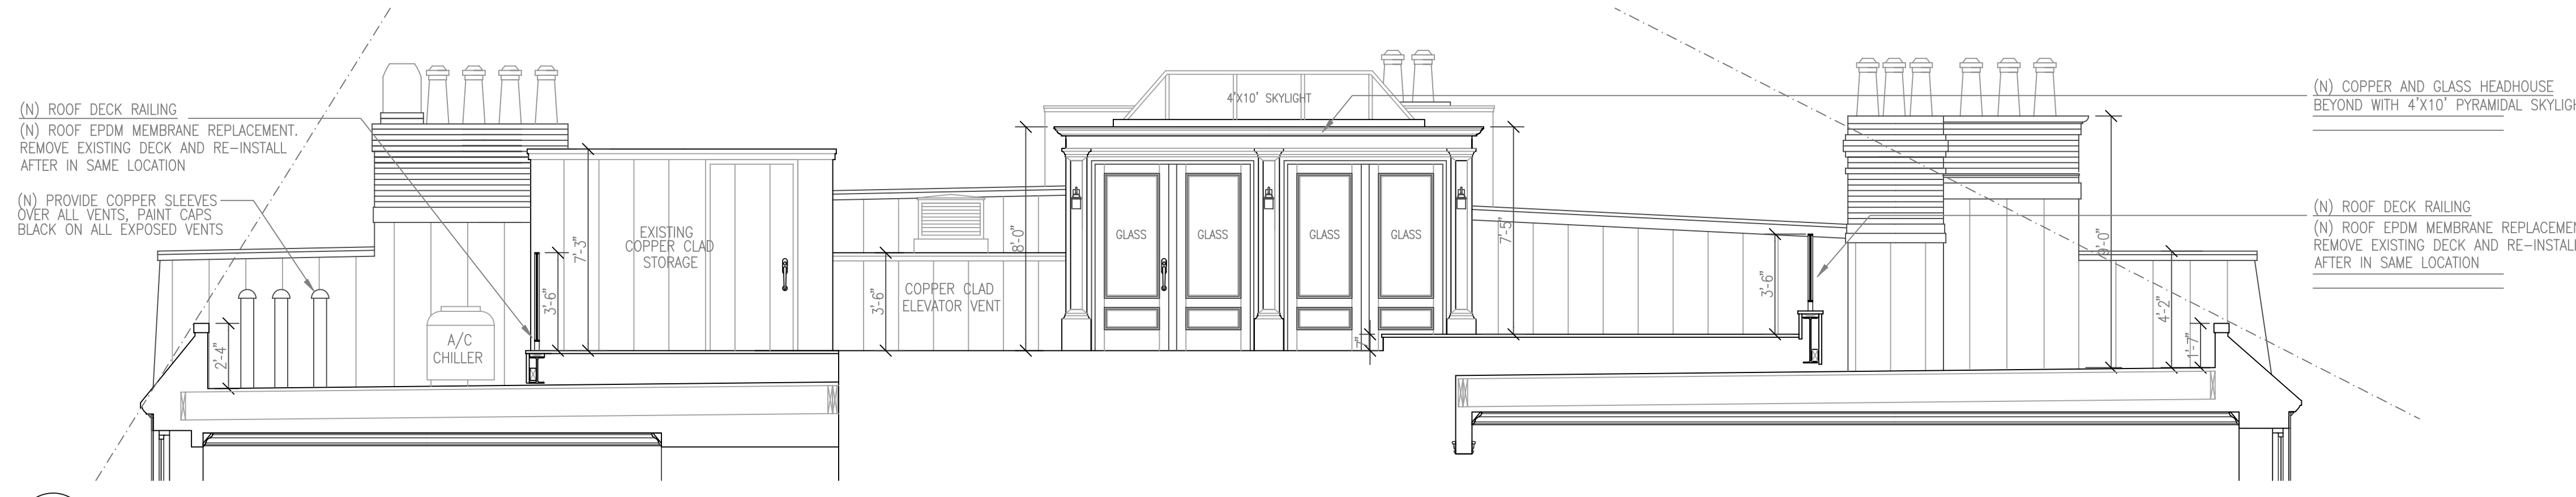 (N) ROOF DECK RAILING
(N) ROOF EPDM MEMBRANE REPLACEMENT.
REMOVE EXISTING DECK AND RE-INSTALL
AFTER IN SAME LOCATION
(N) PROVIDE COPPER SLEEVES
OVER ALL VENTS, PAINT CAPS
BLACK ON ALL EXPOSED VENTS
2'-4"
A/C
CHILLER
3'-6"
7'-3"
EXISTING
COPPER CLAD
STORAGE
3'-6"
COPPER CLAD
ELEVATOR VENT
8'-0"
4'X10' SKYLIGHT
GLASS
GLASS
GLASS
GLASS
7"
7'-5"
3'-6"
9'-0"
4'-2"
1'-7"
(N) COPPER AND GLASS HEADHOUSE
BEYOND WITH 4'X10' PYRAMIDAL SKYLIGH
(N) ROOF DECK RAILING
(N) ROOF EPDM MEMBRANE REPLACEME
REMOVE EXISTING DECK AND RE-INSTALL
AFTER IN SAME LOCATION